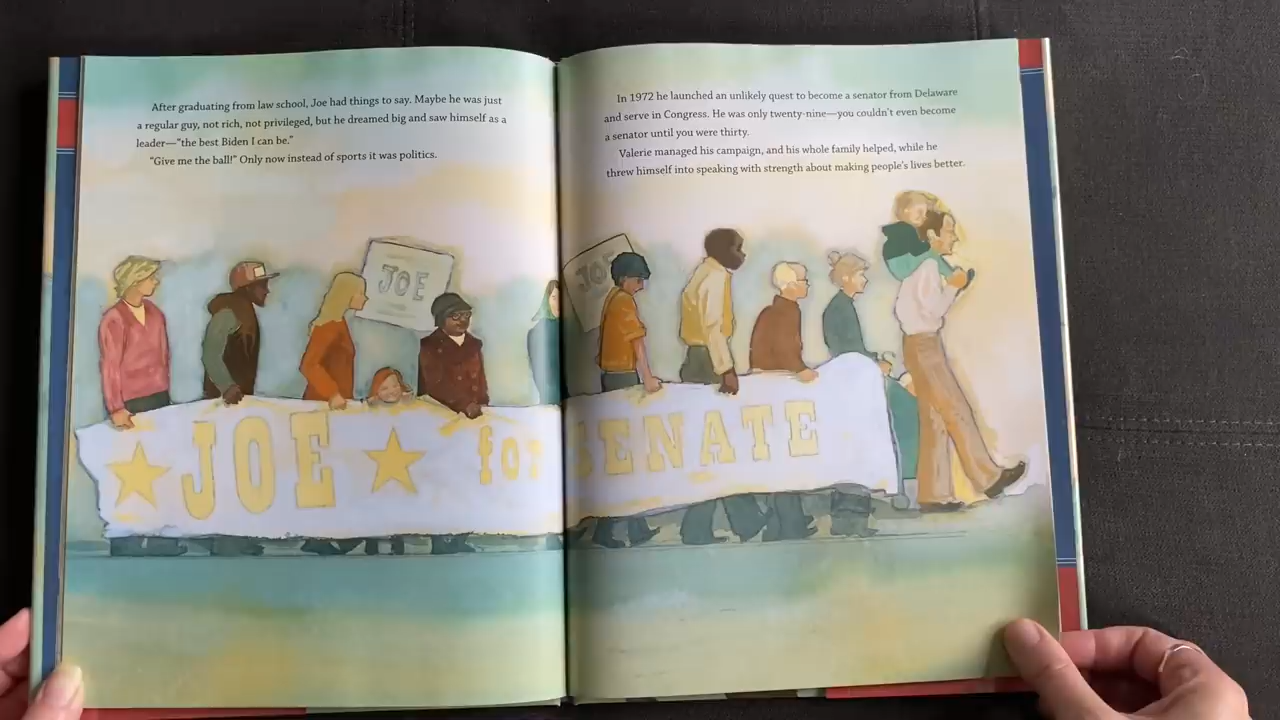 After graduating from law school, Joe had things to say. Maybe he was just
a regular guy, not rich, not privileged, but he dreamed big and saw himself as a
leader—"the best Biden I can be."
"Give me the ball!" Only now instead of sports it was politics.
In 1972 he launched an unlikely quest to become a senator from Delaware
and serve in Congress. He was only twenty-nine—you couldn't even become
a senator until you were thirty.
Valerie managed his campaign, and his whole family helped, while he
threw himself into speaking with strength about making people's lives better.
JOE
JOE
JOE for SENATE